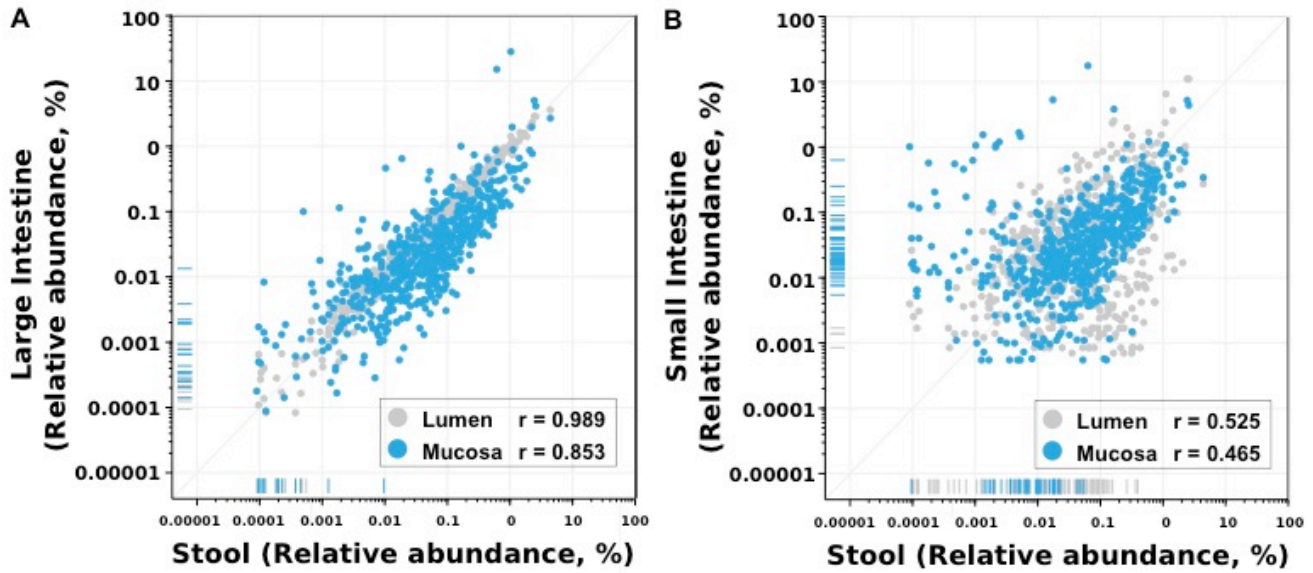 A
Large Intestine
(Relative abundance, %)
100
10
0
0.1
0.01
0.001
0.0001
0.00001
Lumen r = 0.989
Mucosa r = 0.853
0.00001 0.0001 0.001 0.01 0.1 0 10 100
Stool (Relative abundance, %)
B
Small Intestine
(Relative abundance, %)
100
10
0
0.1
0.01
0.001
0.0001
0.00001
Lumen r = 0.525
Mucosa r = 0.465
0.00001 0.0001 0.001 0.01 0.1 0 10 100
Stool (Relative abundance, %)